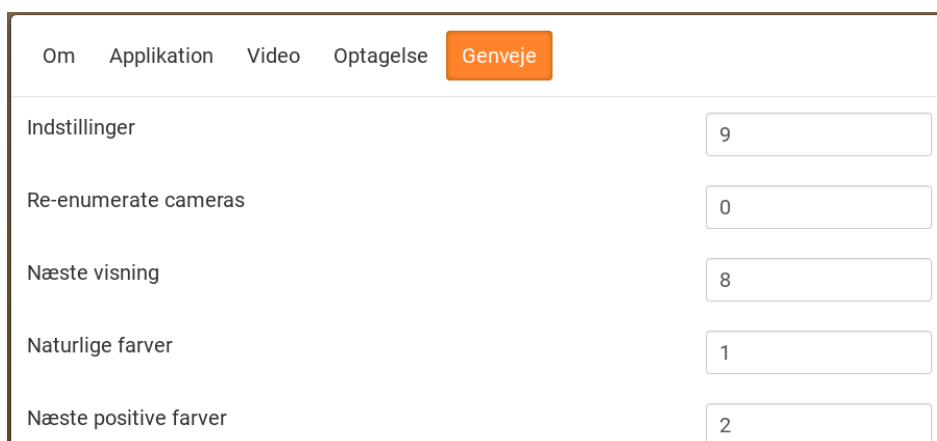 Om Applikation Video Optagelse Genveje
Indstillinger 9
Re-enumerate cameras 0
Næste visning 8
Naturlige farver 1
Næste positive farver 2